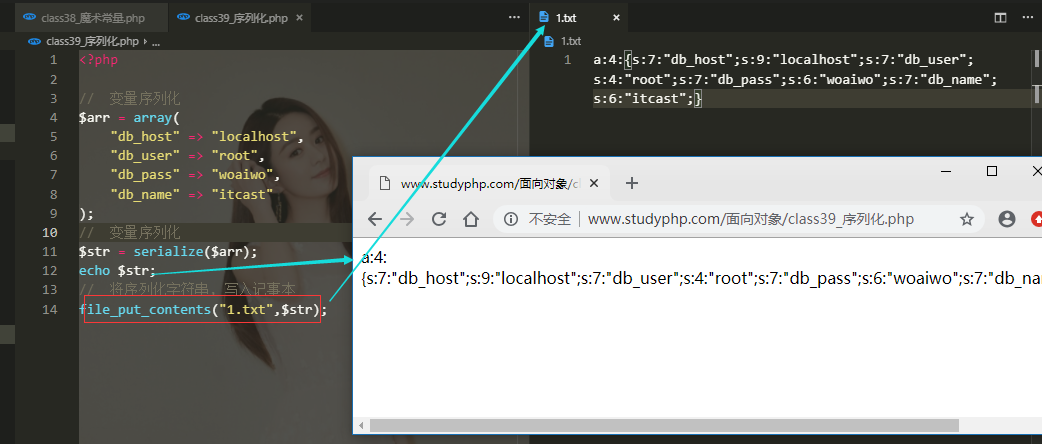 class38_魔术常量.php
class39_序列化.php ×
class39_序列化.php > ...
1 <?php
2
3 // 变量序列化
4 $arr = array(
5 "db_host" => "localhost",
6 "db_user" => "root",
7 "db_pass" => "woaiwo",
8 "db_name" => "itcast"
9 );
10 // 变量序列化
11 $str = serialize($arr);
12 echo $str;
13 // 将序列化字符串，写入记事本
14 file_put_contents("1.txt",$str);
1.txt ×
1.txt
1 a:4:{s:7:"db_host";s:9:"localhost";s:7:"db_user";
s:4:"root";s:7:"db_pass";s:6:"woaiwo";s:7:"db_name";
s:6:"itcast";}
www.studyphp.com/面向对象/cl
不安全 | www.studyphp.com/面向对象/class39_序列化.php
a:4:
{s:7:"db_host";s:9:"localhost";s:7:"db_user";s:4:"root";s:7:"db_pass";s:6:"woaiwo";s:7:"db_na